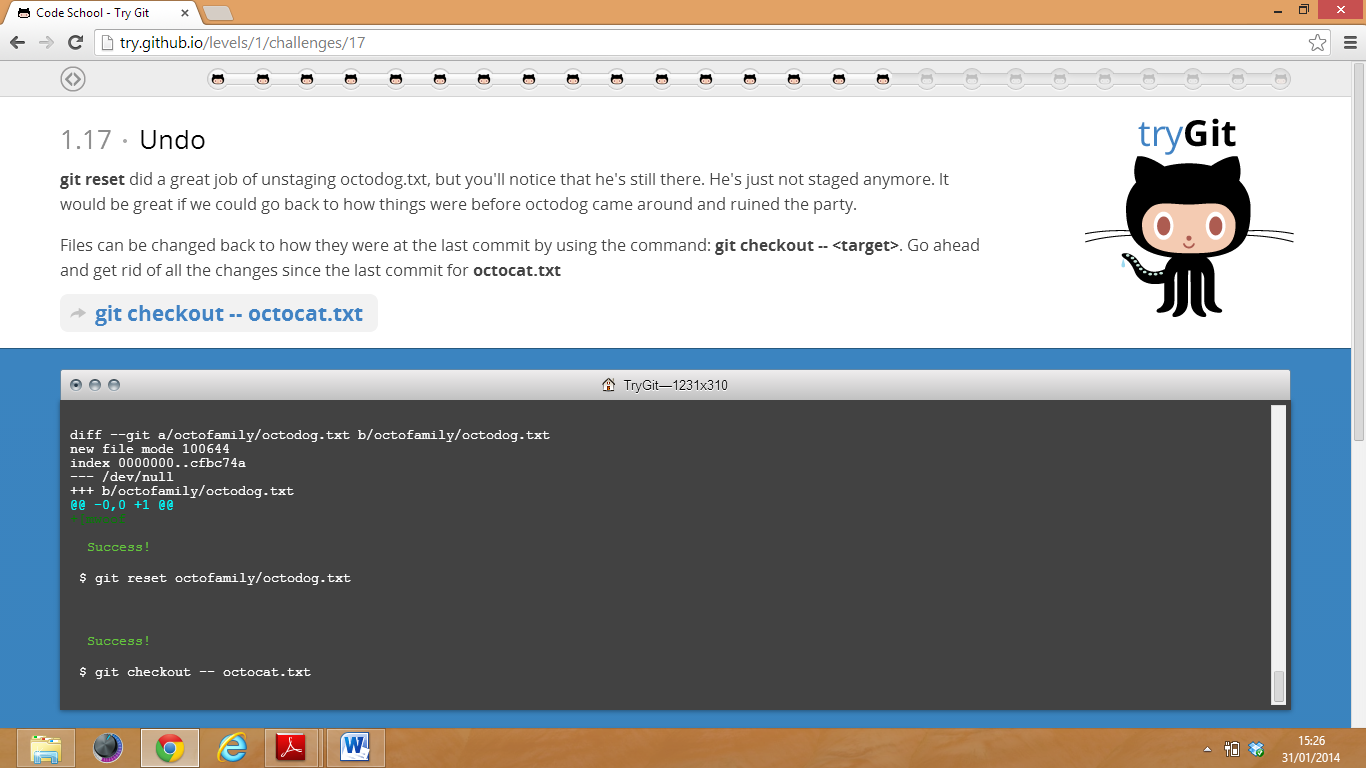 Code School - Try Git
try.github.io/levels/1/challenges/17
1.17 · Undo
tryGit
git reset did a great job of unstaging octodog.txt, but you'll notice that he's still there. He's just not staged anymore. It
would be great if we could go back to how things were before octodog came around and ruined the party.
Files can be changed back to how they were at the last commit by using the command: git checkout -- <target>. Go ahead
and get rid of all the changes since the last commit for octocat.txt
git checkout -- octocat.txt
TryGit—1231x310
diff --git a/octofamily/octodog.txt b/octofamily/octodog.txt
new file mode 100644
index 0000000..cfbc74a
--- /dev/null
+++ b/octofamily/octodog.txt
@@ -0,0 +1 @@
Success!
$ git reset octofamily/octodog.txt
Success!
$ git checkout -- octocat.txt
15:26
31/01/2014